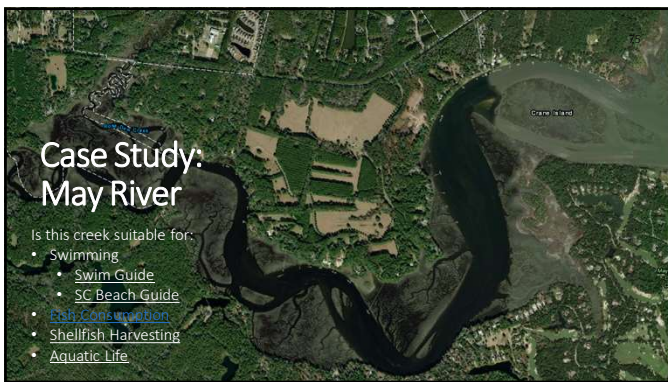 Crane Island
Case Study:
May River
Is this creek suitable for:
• Swimming
• Swim Guide
• SC Beach Guide
• Fish Consumption
• Shellfish Harvesting
• Aquatic Life